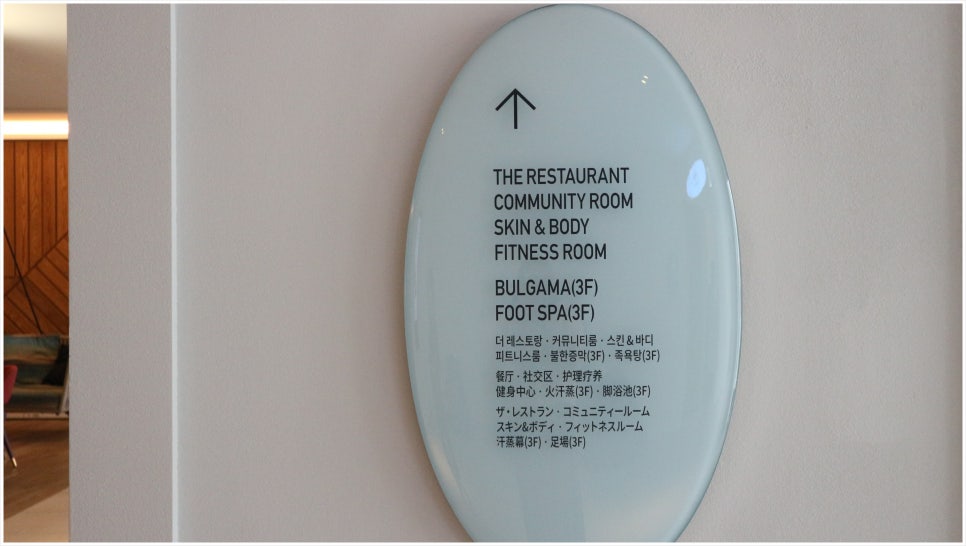 THE RESTAURANT
COMMUNITY ROOM
SKIN & BODY
FITNESS ROOM
BULGAMA(3F)
FOOT SPA(3F)
더 레스토랑 · 커뮤니티룸 · 스킨 & 바디
피트니스룸 · 불한증막(3F) · 족욕탕(3F)
餐厅 · 社交区 · 护理疗养
健身中心 · 火汗蒸(3F) · 脚浴池(3F)
ザ・レストラン · コミュニティールーム
スキン&ボディ · フィットネスルーム
汗蒸幕(3F) · 足場(3F)